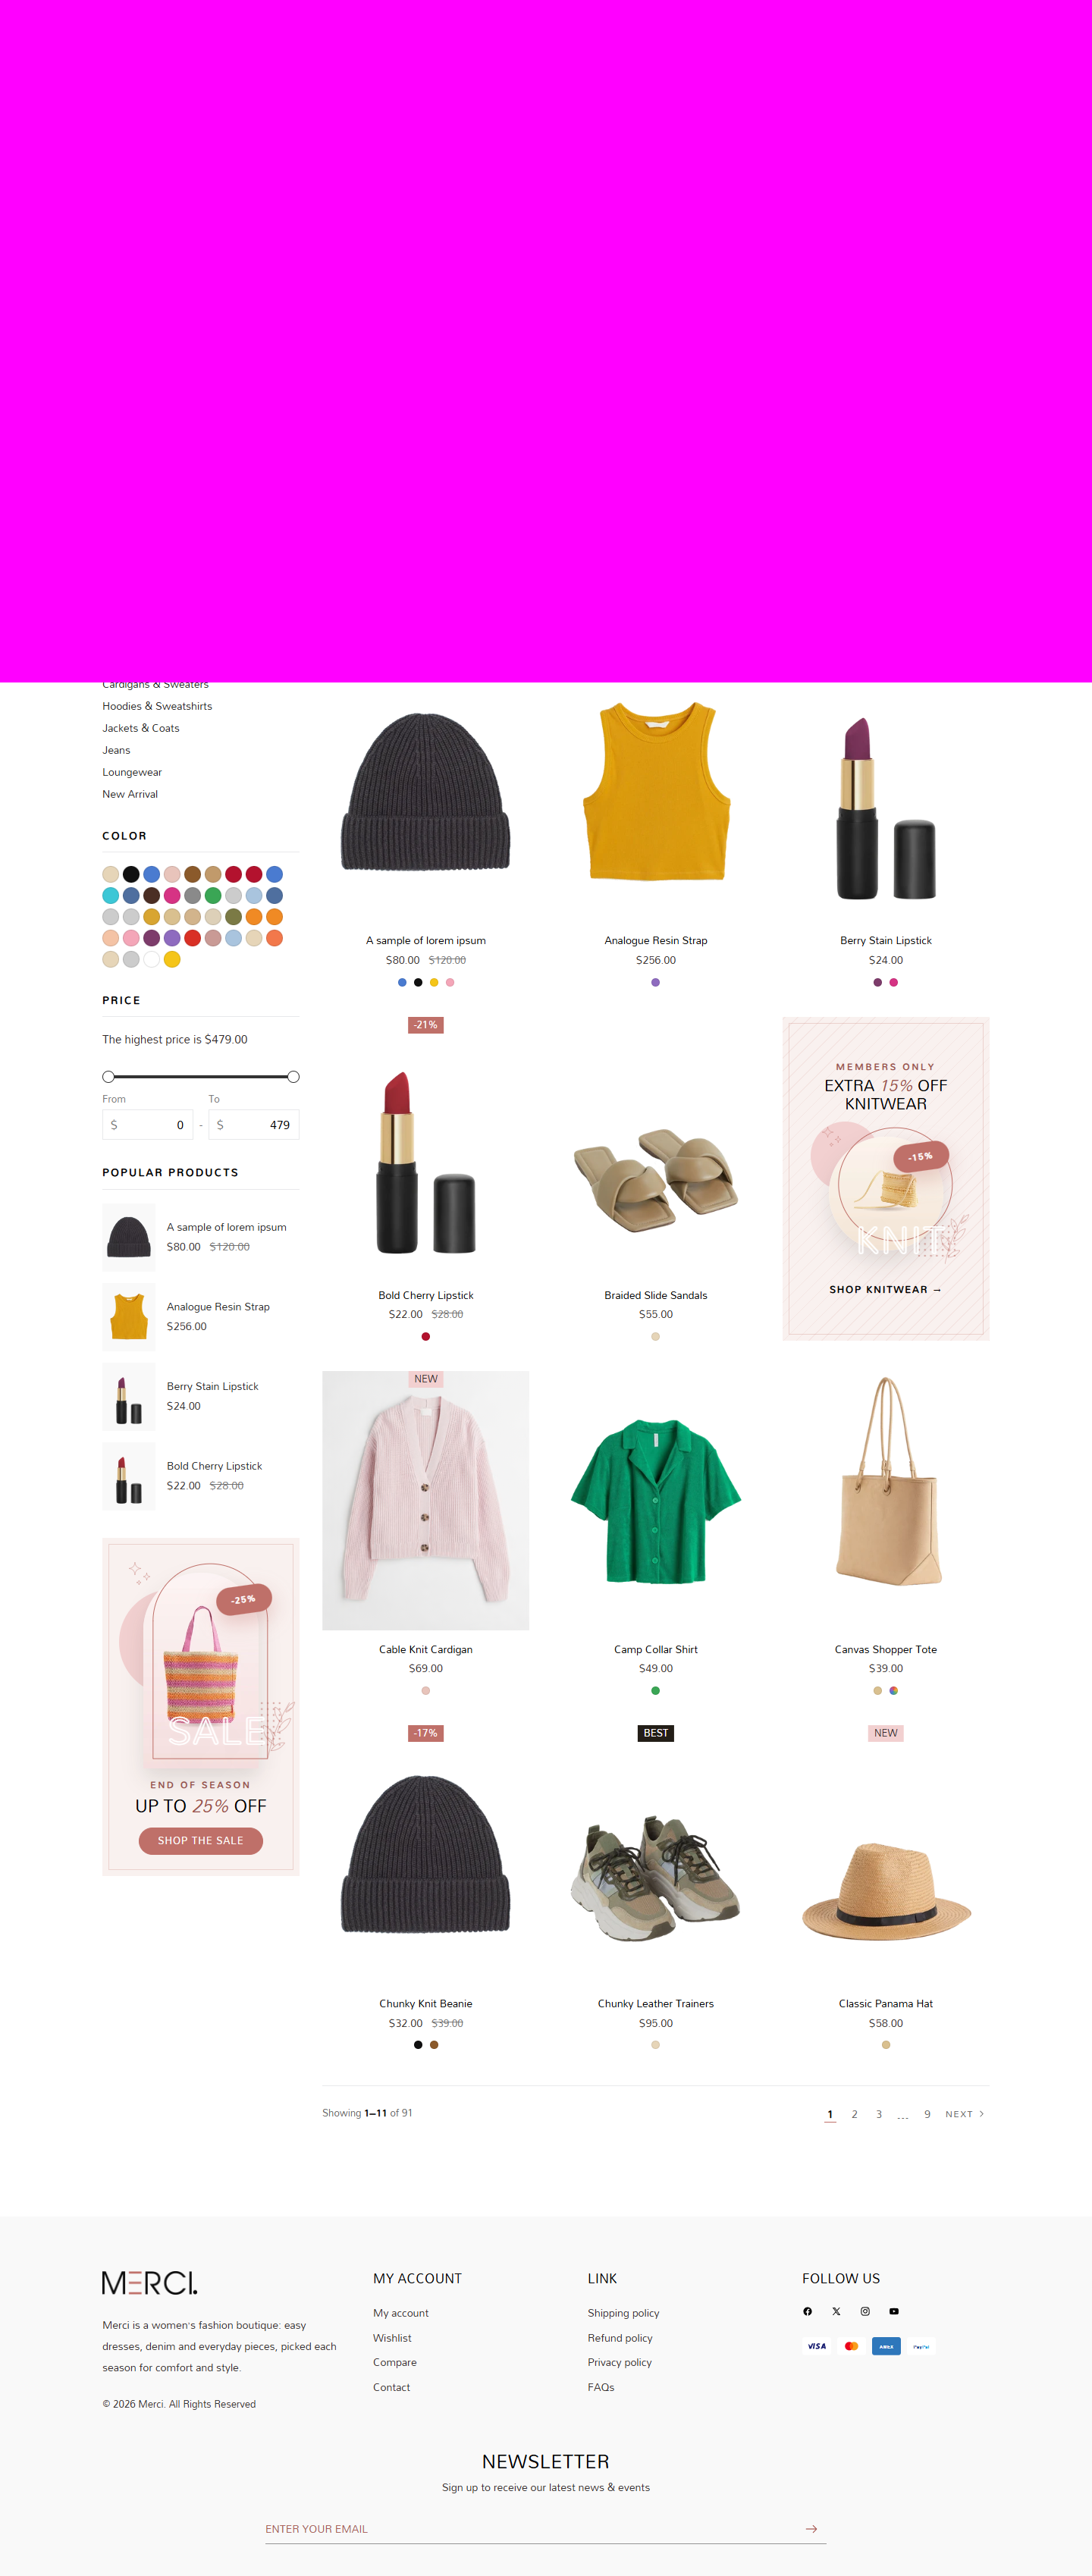 Cardigans & Sweaters
Hoodies & Sweatshirts
Jackets & Coats
Jeans
Loungewear
New Arrival
COLOR
PRICE
The highest price is $479.00
From
To
$ 0 - $ 479
POPULAR PRODUCTS
A sample of lorem ipsum
$80.00 $120.00
Analogue Resin Strap
$256.00
Berry Stain Lipstick
$24.00
Bold Cherry Lipstick
$22.00 $28.00
-25%
SALE
END OF SEASON
UP TO 25% OFF
SHOP THE SALE
A sample of lorem ipsum
$80.00 $120.00
Analogue Resin Strap
$256.00
Berry Stain Lipstick
$24.00
-21%
Bold Cherry Lipstick
$22.00 $28.00
Braided Slide Sandals
$55.00
MEMBERS ONLY
EXTRA 15% OFF
KNITWEAR
-15%
KNIT
SHOP KNITWEAR →
NEW
Cable Knit Cardigan
$69.00
Camp Collar Shirt
$49.00
Canvas Shopper Tote
$39.00
-17%
Chunky Knit Beanie
$32.00 $39.00
BEST
Chunky Leather Trainers
$95.00
NEW
Classic Panama Hat
$58.00
Showing 1–11 of 91
1 2 3 … 9 NEXT
MERCI.
Merci is a women's fashion boutique: easy
dresses, denim and everyday pieces, picked each
season for comfort and style.
© 2026 Merci. All Rights Reserved
MY ACCOUNT
My account
Wishlist
Compare
Contact
LINK
Shipping policy
Refund policy
Privacy policy
FAQs
FOLLOW US
VISA AMEX PayPal
NEWSLETTER
Sign up to receive our latest news & events
ENTER YOUR EMAIL